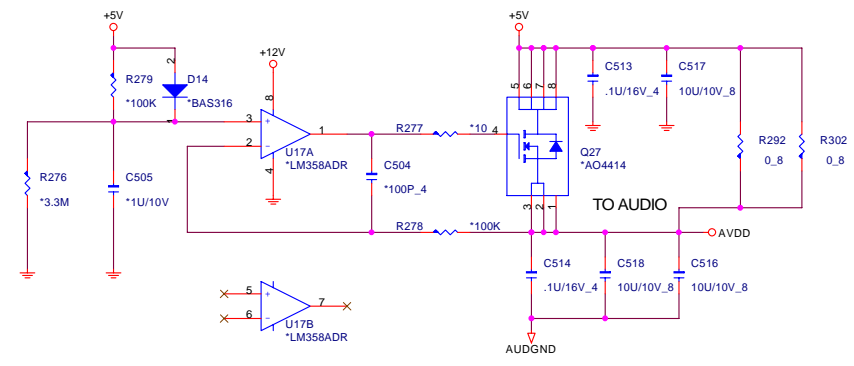 +5V
+5V
+12V
2
R279
*100K
D14
*BAS316
1
8
3
2
1
4
U17A
*LM358ADR
R277
*10
4
5
6
7
8
Q27
*AO4414
3
2
1
C513
.1U/16V_4
C517
10U/10V_8
R292
0_8
R302
0_8
R276
*3.3M
C505
*1U/10V
C504
*100P_4
R278
*100K
TO AUDIO
AVDD
C514
.1U/16V_4
C518
10U/10V_8
C516
10U/10V_8
AUDGND
5
6
7
U17B
*LM358ADR